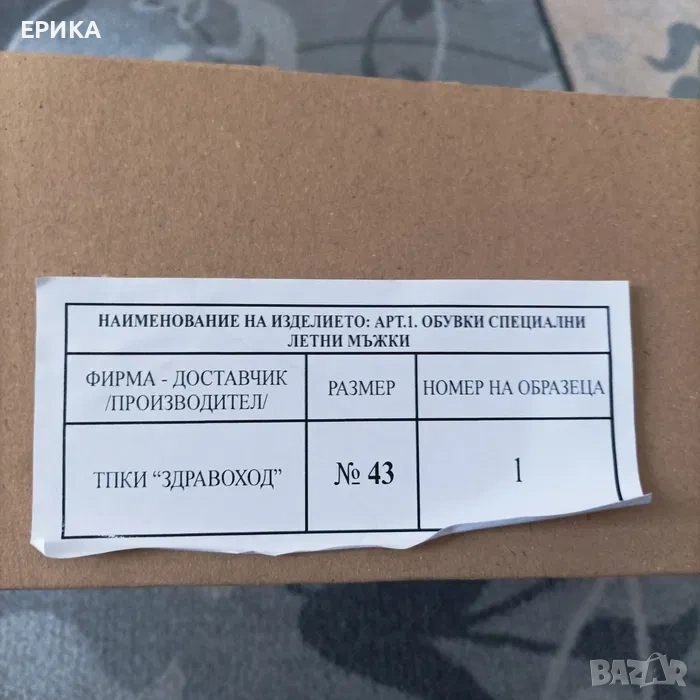 ЕРИКА
НАИМЕНОВАНИЕ НА ИЗДЕЛИЕТО: АРТ.1. ОБУВКИ СПЕЦИАЛНИ
ЛЕТНИ МЪЖКИ
ФИРМА - ДОСТАВЧИК
/ПРОИЗВОДИТЕЛ/
РАЗМЕР
НОМЕР НА ОБРАЗЕЦА
ТПКИ “ЗДРАВОХОД”
№ 43
1
BAZAR